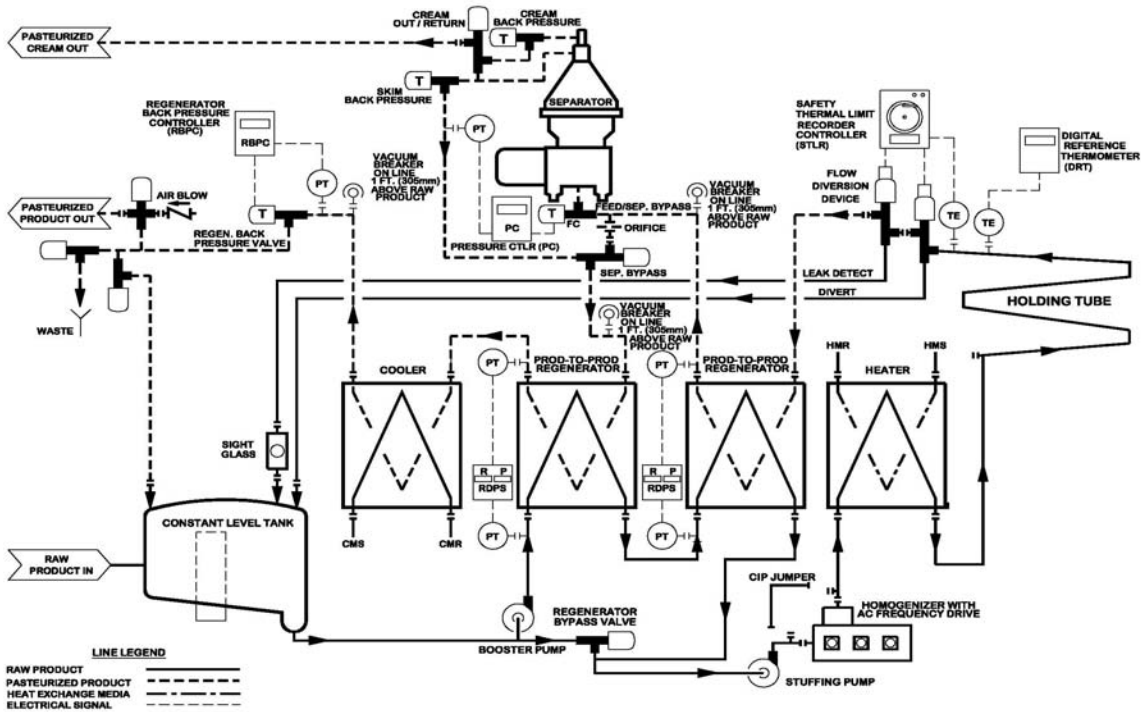 PASTEURIZED
CREAM OUT
CREAM
OUT / RETURN
CREAM
BACK PRESSURE
T
T
SKIM
BACK PRESSURE
SEPARATOR
REGENERATOR
BACK PRESSURE
CONTROLLER
(RBPC)
RBPC
PT
T
VACUUM
BREAKER
ON LINE
1 FT. (305mm)
ABOVE RAW
PRODUCT
PT
PC
T
FC
PRESSURE CTLR (PC)
FEED/SEP. BYPASS
ORIFICE
SEP. BYPASS
VACUUM
BREAKER
ON LINE
1 FT. (305mm)
ABOVE RAW
PRODUCT
SAFETY
THERMAL LIMIT
RECORDER
CONTROLLER
(STLR)
DIGITAL
REFERENCE
THERMOMETER
(DRT)
FLOW
DIVERSION
DEVICE
TE
TE
PASTEURIZED
PRODUCT OUT
AIR BLOW
REGEN. BACK
PRESSURE VALVE
WASTE
LEAK DETECT
DIVERT
HOLDING TUBE
VACUUM
BREAKER
ON LINE
1 FT. (305mm)
ABOVE RAW
PRODUCT
COOLER
PT
PROD-TO-PROD
REGENERATOR
PT
PROD-TO-PROD
REGENERATOR
HMR
HMS
HEATER
SIGHT
GLASS
R P
RDPS
R P
RDPS
PT
PT
CMS
CMR
CONSTANT LEVEL TANK
RAW
PRODUCT IN
BOOSTER PUMP
REGENERATOR
BYPASS VALVE
CIP JUMPER
HOMOGENIZER WITH
AC FREQUENCY DRIVE
STUFFING PUMP
LINE LEGEND
RAW PRODUCT
PASTEURIZED PRODUCT
HEAT EXCHANGE MEDIA
ELECTRICAL SIGNAL